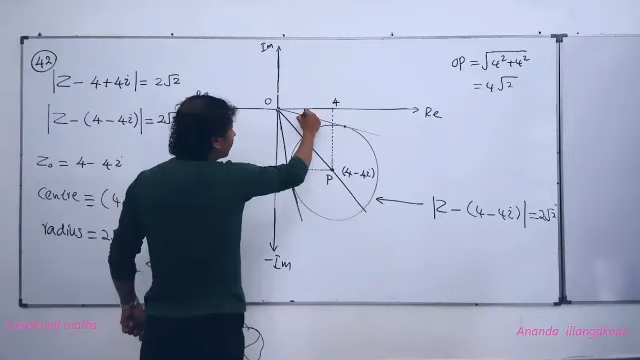 42
|Z - 4 + 4i| = 2√2
|Z - (4 - 4i)| = 2√2
Z₀ = 4 - 4i
Centre ≡ (4
radius = 2
Im
O
4
Re
P
(4-4i)
-Im
OP = √4²+4²
= 4√2
|Z - (4 - 4i)| = 2√2
Combined maths
Ananda illangakoon